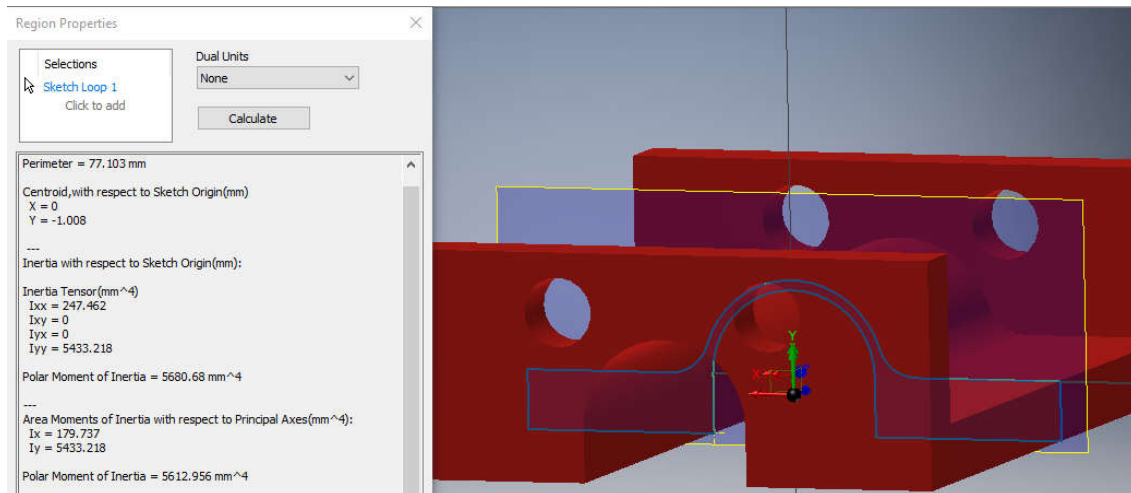 Region Properties
Selections
Sketch Loop 1
Click to add
Dual Units
None
Calculate
Perimeter = 77.103 mm
Centroid,with respect to Sketch Origin(mm)
X = 0
Y = -1.008
---
Inertia with respect to Sketch Origin(mm):
Inertia Tensor(mm^4)
Ixx = 247.462
Ixy = 0
Iyx = 0
Iyy = 5433.218
Polar Moment of Inertia = 5680.68 mm^4
---
Area Moments of Inertia with respect to Principal Axes(mm^4):
Ix = 179.737
Iy = 5433.218
Polar Moment of Inertia = 5612.956 mm^4
Y
X